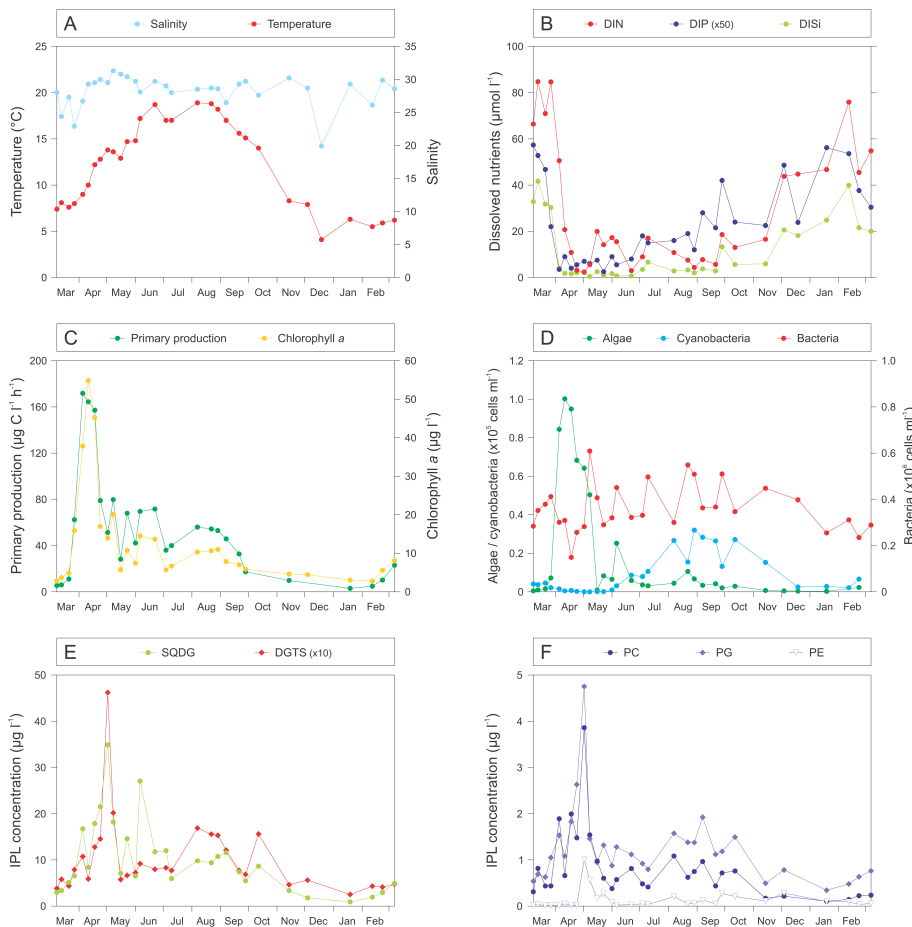 A
Salinity
Temperature
25
20
15
10
5
0
Temperature (°C)
35
30
25
20
15
10
5
0
Salinity
Mar Apr May Jun Jul Aug Sep Oct Nov Dec Jan Feb
B
DIN
DIP (x50)
DISi
100
80
60
40
20
0
Dissolved nutrients (µmol l⁻¹)
Mar Apr May Jun Jul Aug Sep Oct Nov Dec Jan Feb
C
Primary production
Chlorophyll a
200
160
120
80
40
0
Primary production (µg C l⁻¹ h⁻¹)
60
50
40
30
20
10
0
Chlorophyll a (µg l⁻¹)
Mar Apr May Jun Jul Aug Sep Oct Nov Dec Jan Feb
D
Algae
Cyanobacteria
Bacteria
1.2
1.0
0.8
0.6
0.4
0.2
0
Algae / cyanobacteria (x10⁵ cells ml⁻¹)
1.0
0.8
0.6
0.4
0.2
0
Bacteria (x10⁶ cells ml⁻¹)
Mar Apr May Jun Jul Aug Sep Oct Nov Dec Jan Feb
E
SQDG
DGTS (x10)
50
40
30
20
10
0
IPL concentration (µg l⁻¹)
Mar Apr May Jun Jul Aug Sep Oct Nov Dec Jan Feb
F
PC
PG
PE
5
4
3
2
1
0
IPL concentration (µg l⁻¹)
Mar Apr May Jun Jul Aug Sep Oct Nov Dec Jan Feb